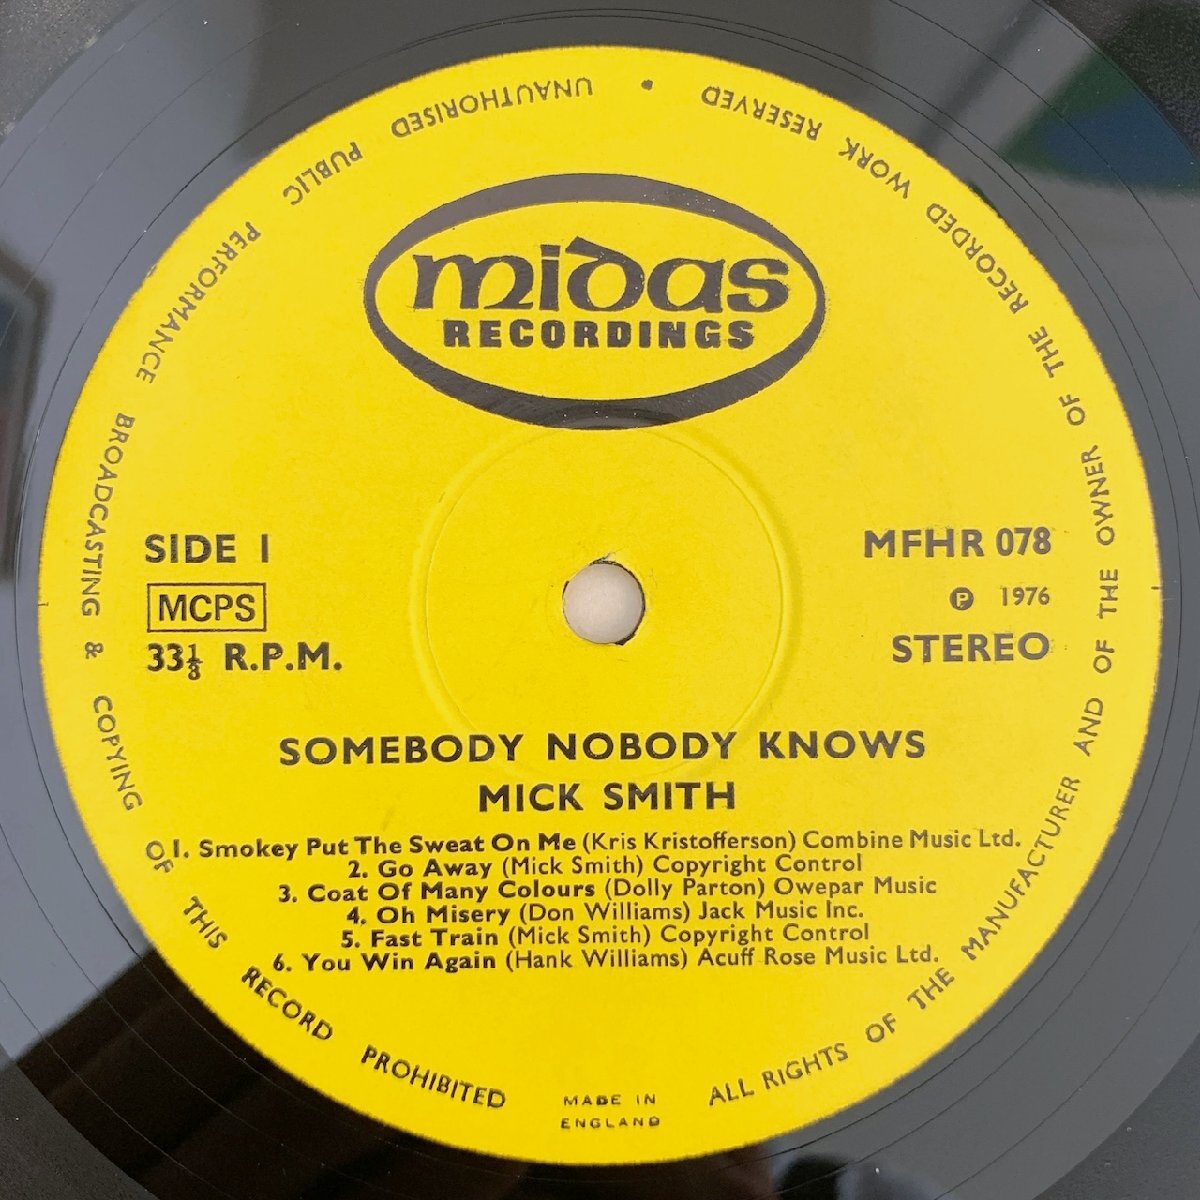 midas
RECORDINGS
SIDE 1
MCPS
33⅛ R.P.M.
MFHR 078
℗ 1976
STEREO
SOMEBODY NOBODY KNOWS
MICK SMITH
1. Smokey Put The Sweat On Me (Kris Kristofferson) Combine Music Ltd.
2. Go Away (Mick Smith) Copyright Control
3. Coat Of Many Colours (Dolly Parton) Owepar Music
4. Oh Misery (Don Williams) Jack Music Inc.
5. Fast Train (Mick Smith) Copyright Control
6. You Win Again (Hank Williams) Acuff Rose Music Ltd.
MADE IN
ENGLAND
ALL RIGHTS OF THE MANUFACTURER AND OF THE OWNER OF THE RECORDED WORK RESERVED •
UNAUTHORISED PUBLIC PERFORMANCE BROADCASTING & COPYING OF THIS RECORD PROHIBITED